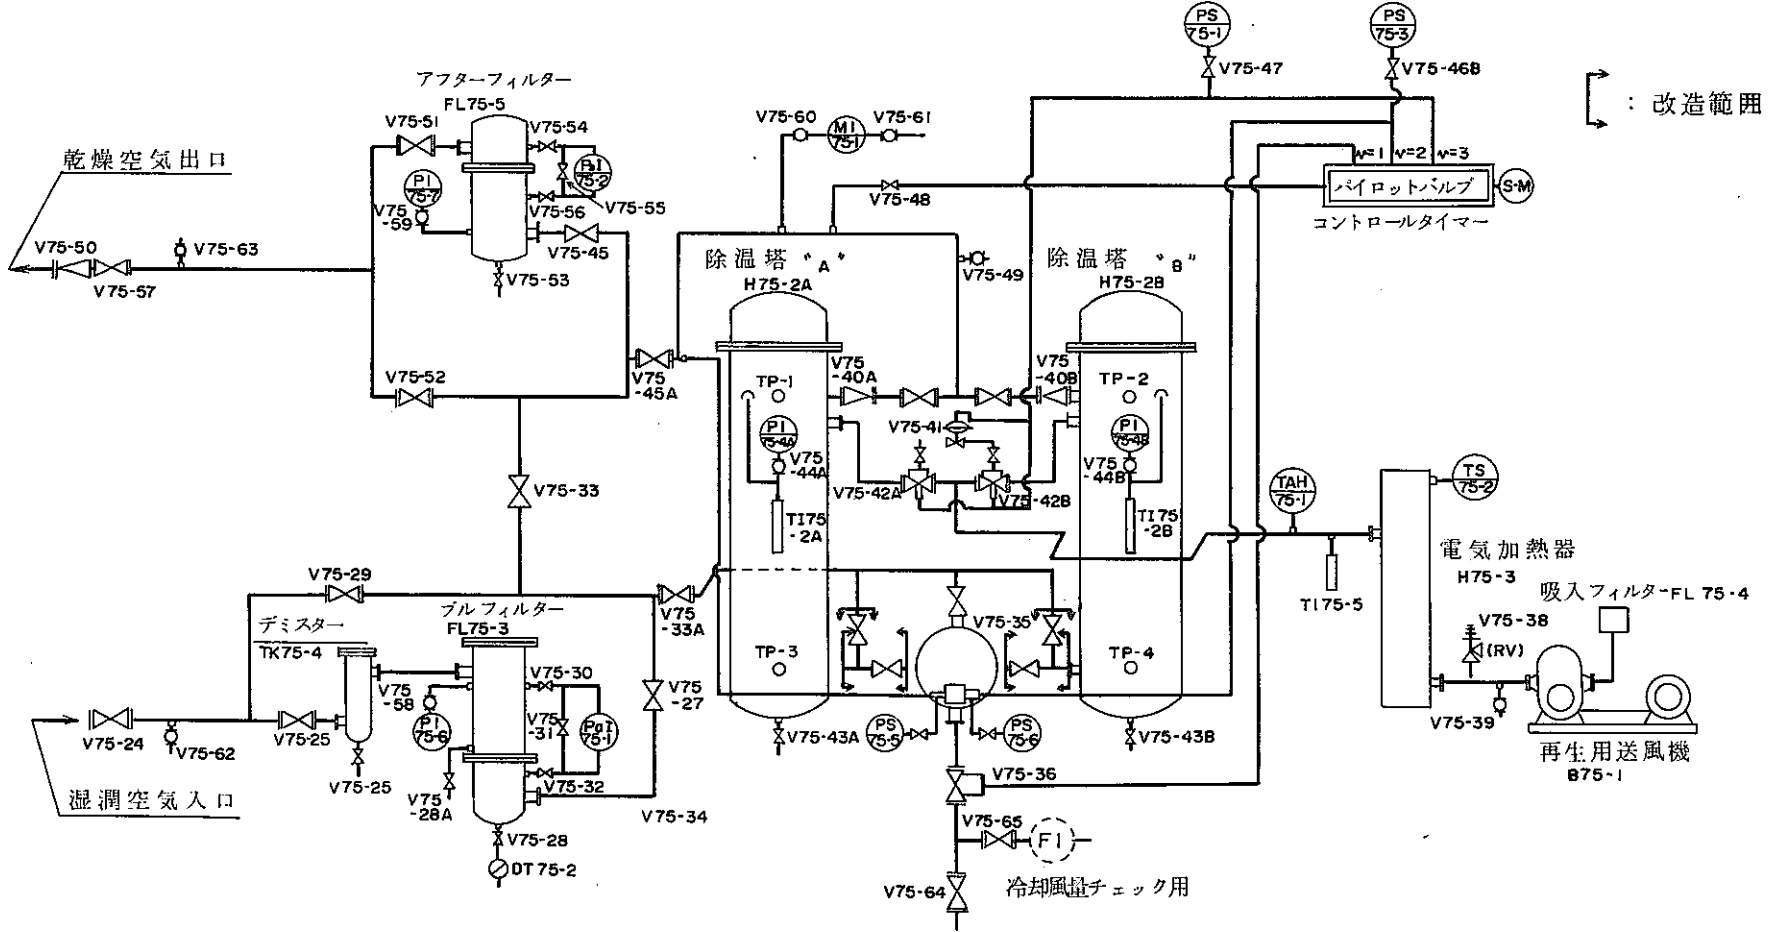 PS
75-1
PS
75-3
V75-47
V75-46B
: 改造範囲
アフターフィルター
FL75-5
V75-51
V75-54
V75-60
MI
75-1
V75-61
乾燥空気出口
PI
75-7
PdI
75-2
V75
-59
V75-56
V75-55
V75-48
№1
№2
№3
パイロットバルブ
S-M
コントロールタイマー
V75-50
V75-63
V75-45
V75-57
V75-53
除湿塔 "A"
H75-2A
V75-49
除湿塔 "B"
H75-2B
V75-52
V75
-45A
TP-1
V75
-40A
V75
-40B
TP-2
PI
75-4A
V75-41
PI
75-4B
V75
-44A
V75-42A
V75-42B
V75
-44B
V75-33
TI75
-2A
TI75
-2B
TAH
75-1
TS
75-2
電気加熱器
H75-3
TI75-5
吸入フィルターFL 75-4
V75-29
V75
-33A
デミスター
TK75-4
プルフィルター
FL75-3
V75-35
V75-38
(RV)
TP-3
TP-4
V75-30
V75
-58
V75
-27
V75
-31
PI
75-6
PdI
75-1
V75-24
V75-62
V75-25
V75-25
V75-32
V75
-28A
V75-34
PS
75-5
PS
75-6
V75-43A
V75-43B
V75-39
再生用送風機
B75-1
湿潤空気入口
V75-36
V75-28
DT75-2
V75-65
FI
V75-64
冷却風量チェック用